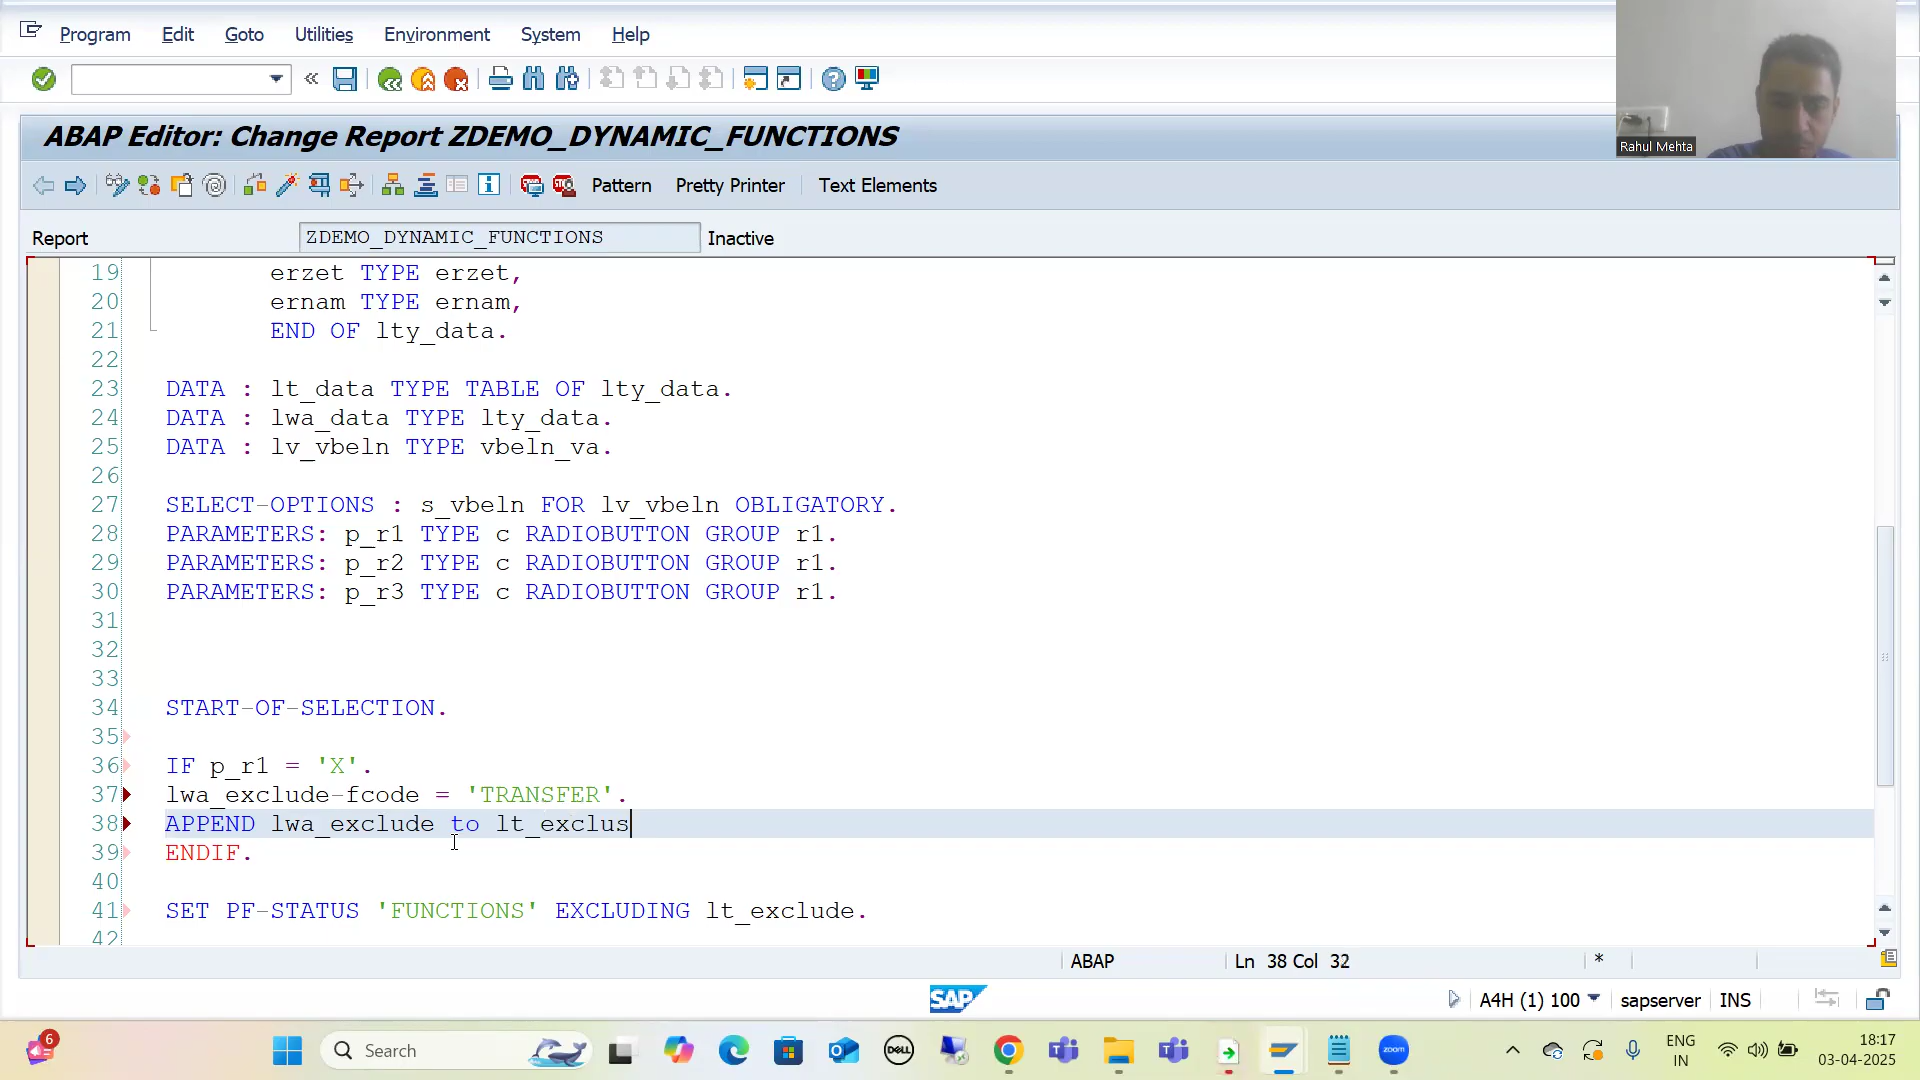 Program Edit Goto Utilities Environment System Help
Rahul Mehta
ABAP Editor: Change Report ZDEMO_DYNAMIC_FUNCTIONS
Pattern Pretty Printer Text Elements
Report ZDEMO_DYNAMIC_FUNCTIONS Inactive
19 erzet TYPE erzet,
20 ernam TYPE ernam,
21 END OF lty_data.
22
23 DATA : lt_data TYPE TABLE OF lty_data.
24 DATA : lwa_data TYPE lty_data.
25 DATA : lv_vbeln TYPE vbeln_va.
26
27 SELECT-OPTIONS : s_vbeln FOR lv_vbeln OBLIGATORY.
28 PARAMETERS: p_r1 TYPE c RADIOBUTTON GROUP r1.
29 PARAMETERS: p_r2 TYPE c RADIOBUTTON GROUP r1.
30 PARAMETERS: p_r3 TYPE c RADIOBUTTON GROUP r1.
31
32
33
34 START-OF-SELECTION.
35
36 IF p_r1 = 'X'.
37 lwa_exclude-fcode = 'TRANSFER'.
38 APPEND lwa_exclude to lt_exclus
39 ENDIF.
40
41 SET PF-STATUS 'FUNCTIONS' EXCLUDING lt_exclude.
42
ABAP Ln 38 Col 32 *
SAP A4H (1) 100 sapserver INS
6 Search DELL zoom ENG IN 18:17 03-04-2025